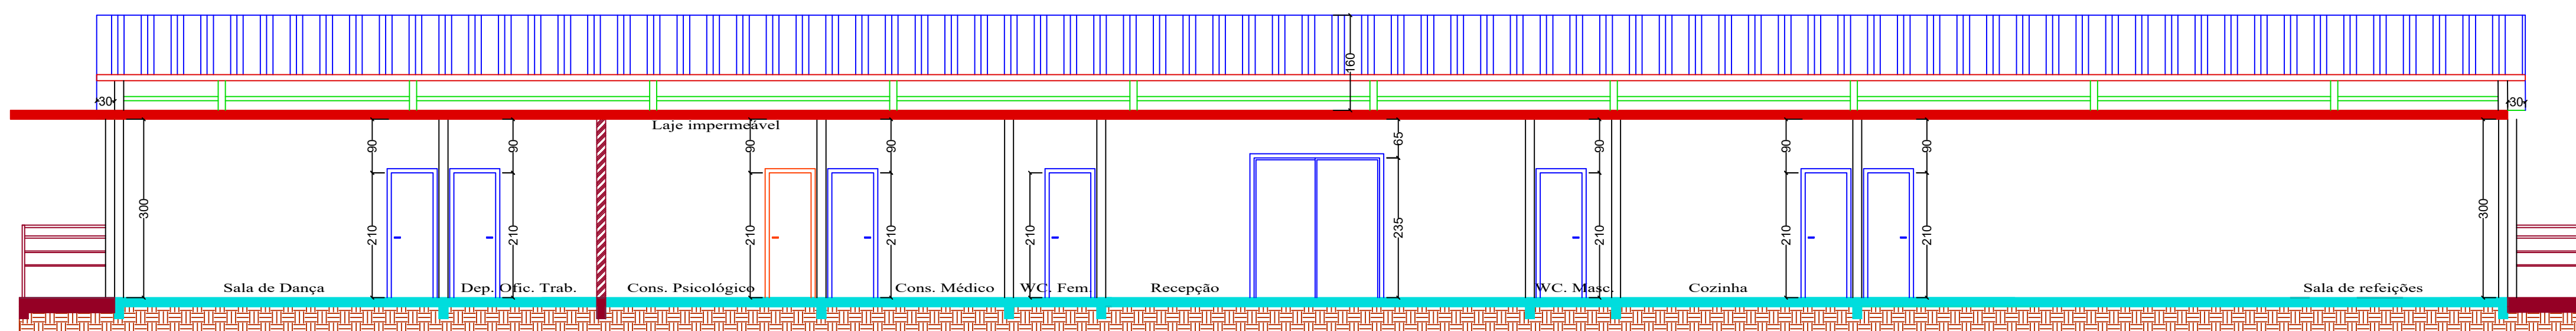 160
30
30
Laje impermeável
90
90
90
90
65
90
90
90
300
210
210
210
210
210
235
210
210
210
300
Sala de Dança
Dep. Ofic. Trab.
Cons. Psicológico
Cons. Médico
WC. Fem.
Recepção
WC. Masc.
Cozinha
Sala de refeições